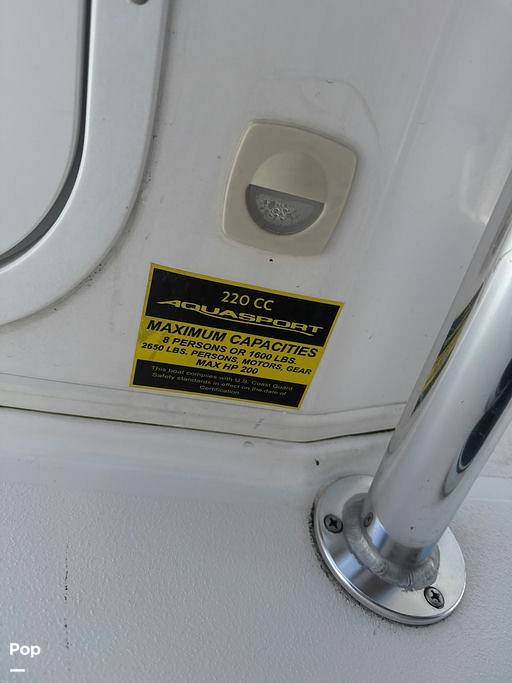 220 CC
AQUASPORT
MAXIMUM CAPACITIES
8 PERSONS OR 1600 LBS.
2650 LBS. PERSONS, MOTORS, GEAR
MAX HP 200
This boat complies with U.S. Coast Guard
Safety standards in effect on the date of
Certification.
Pop